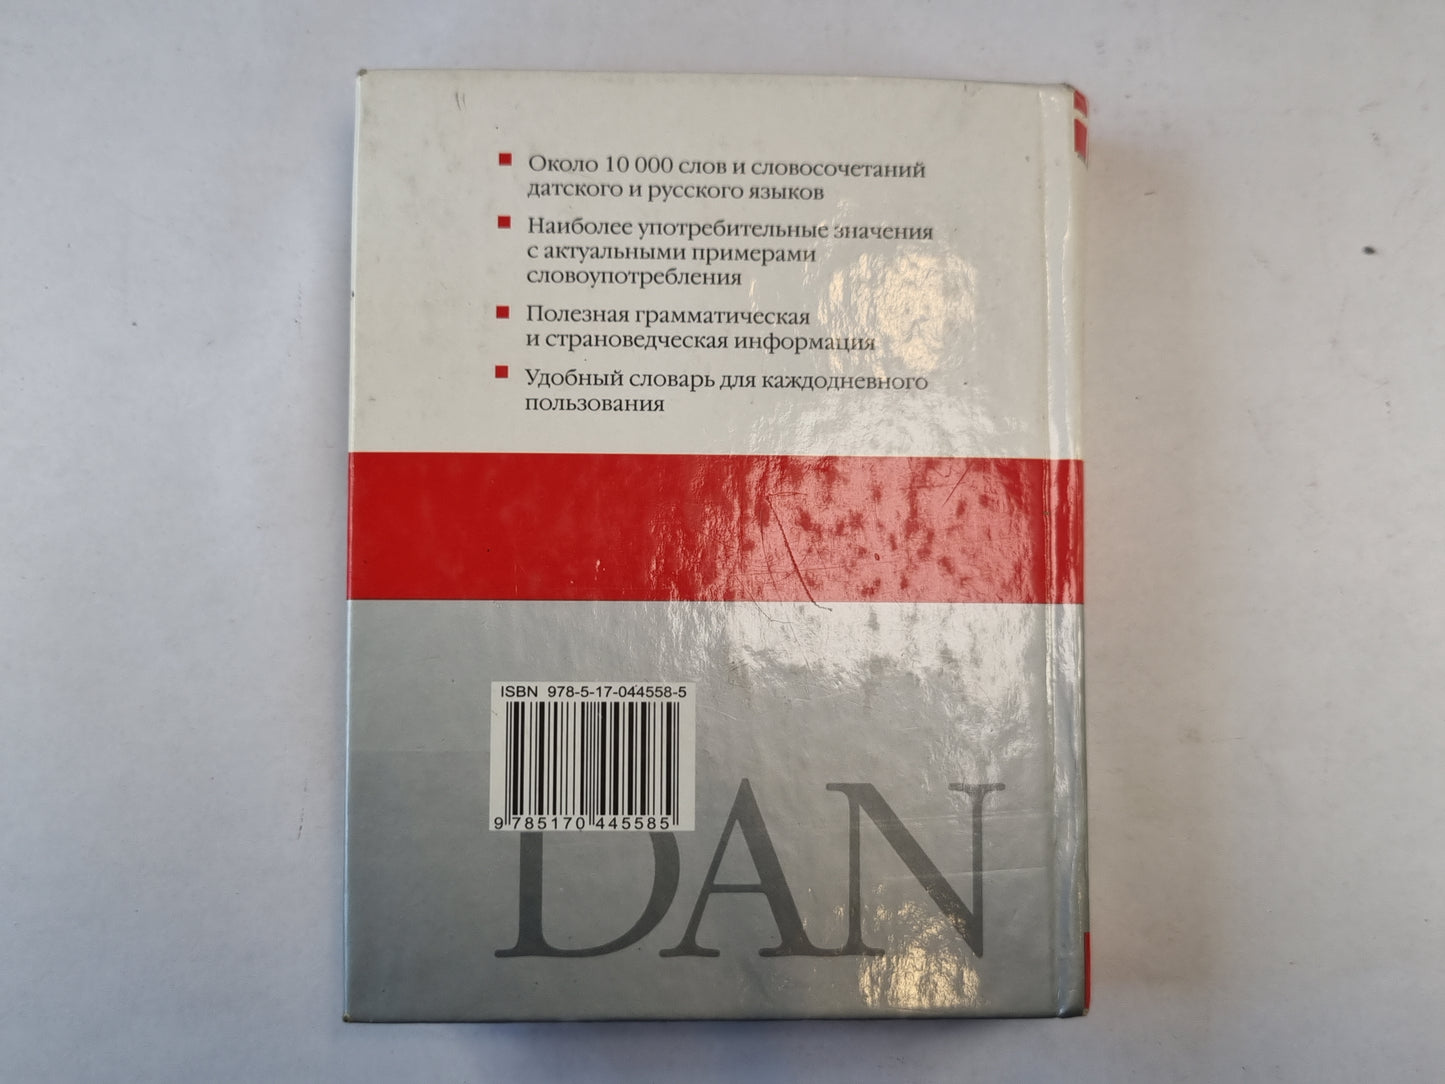 Около 10 000 слов и словосочетаний
датского и русского языков
Наиболее употребительные значения
с актуальными примерами
словоупотребления
Полезная грамматическая
и страноведческая информация
Удобный словарь для каждодневного
пользования
ISBN 978-5-17-044558-5
9 785170 445585
DAN